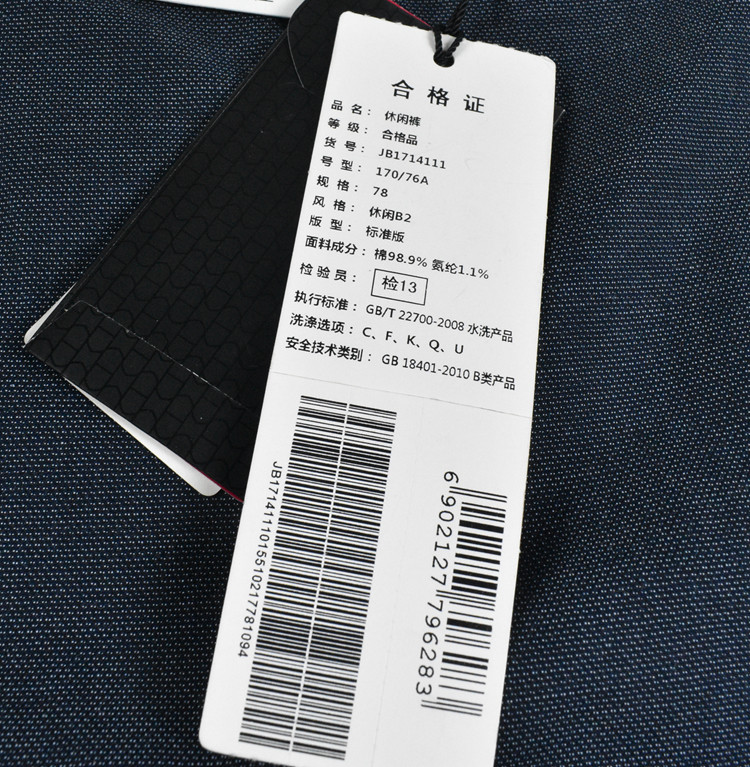 合格证
品名： 休闲裤
等级： 合格品
货号： JB1714111
号型： 170/76A
规格： 78
风格： 休闲B2
版型： 标准版
面料成分： 棉98.9% 氨纶1.1%
检验员： 检13
执行标准： GB/T 22700-2008 水洗产品
洗涤选项： C、F、K、Q、U
安全技术类别： GB 18401-2010 B类产品
JB1714111015510217781094
6902127796283